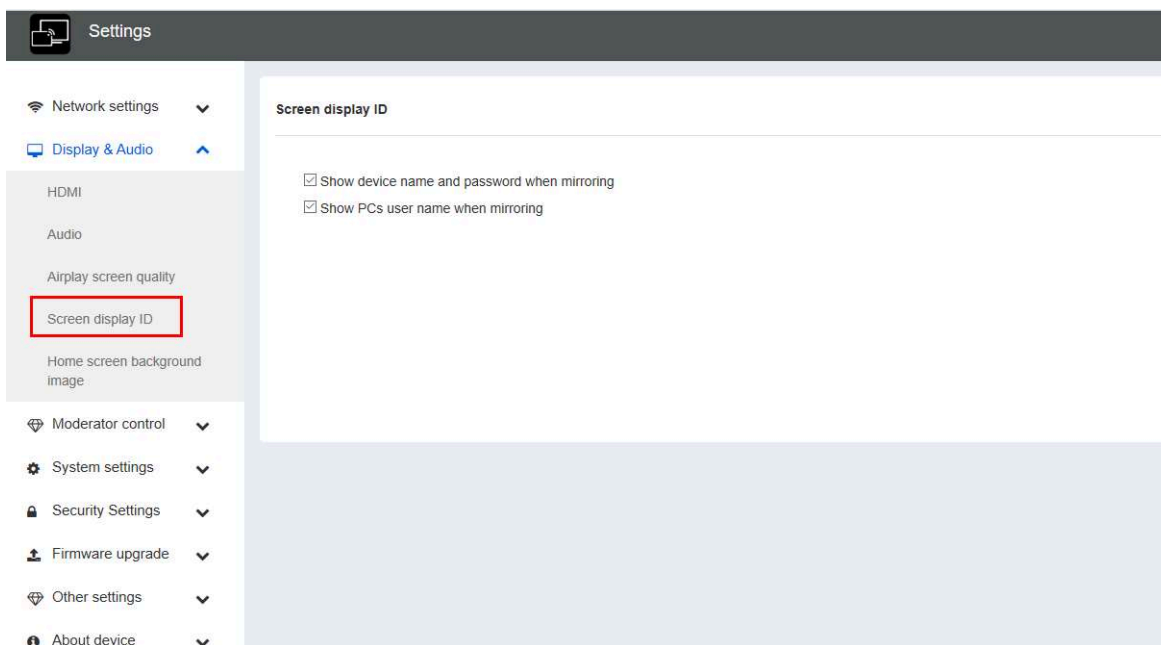 Settings
Network settings
Display & Audio
HDMI
Audio
Airplay screen quality
Screen display ID
Home screen background
image
Moderator control
System settings
Security Settings
Firmware upgrade
Other settings
About device
Screen display ID
Show device name and password when mirroring
Show PCs user name when mirroring